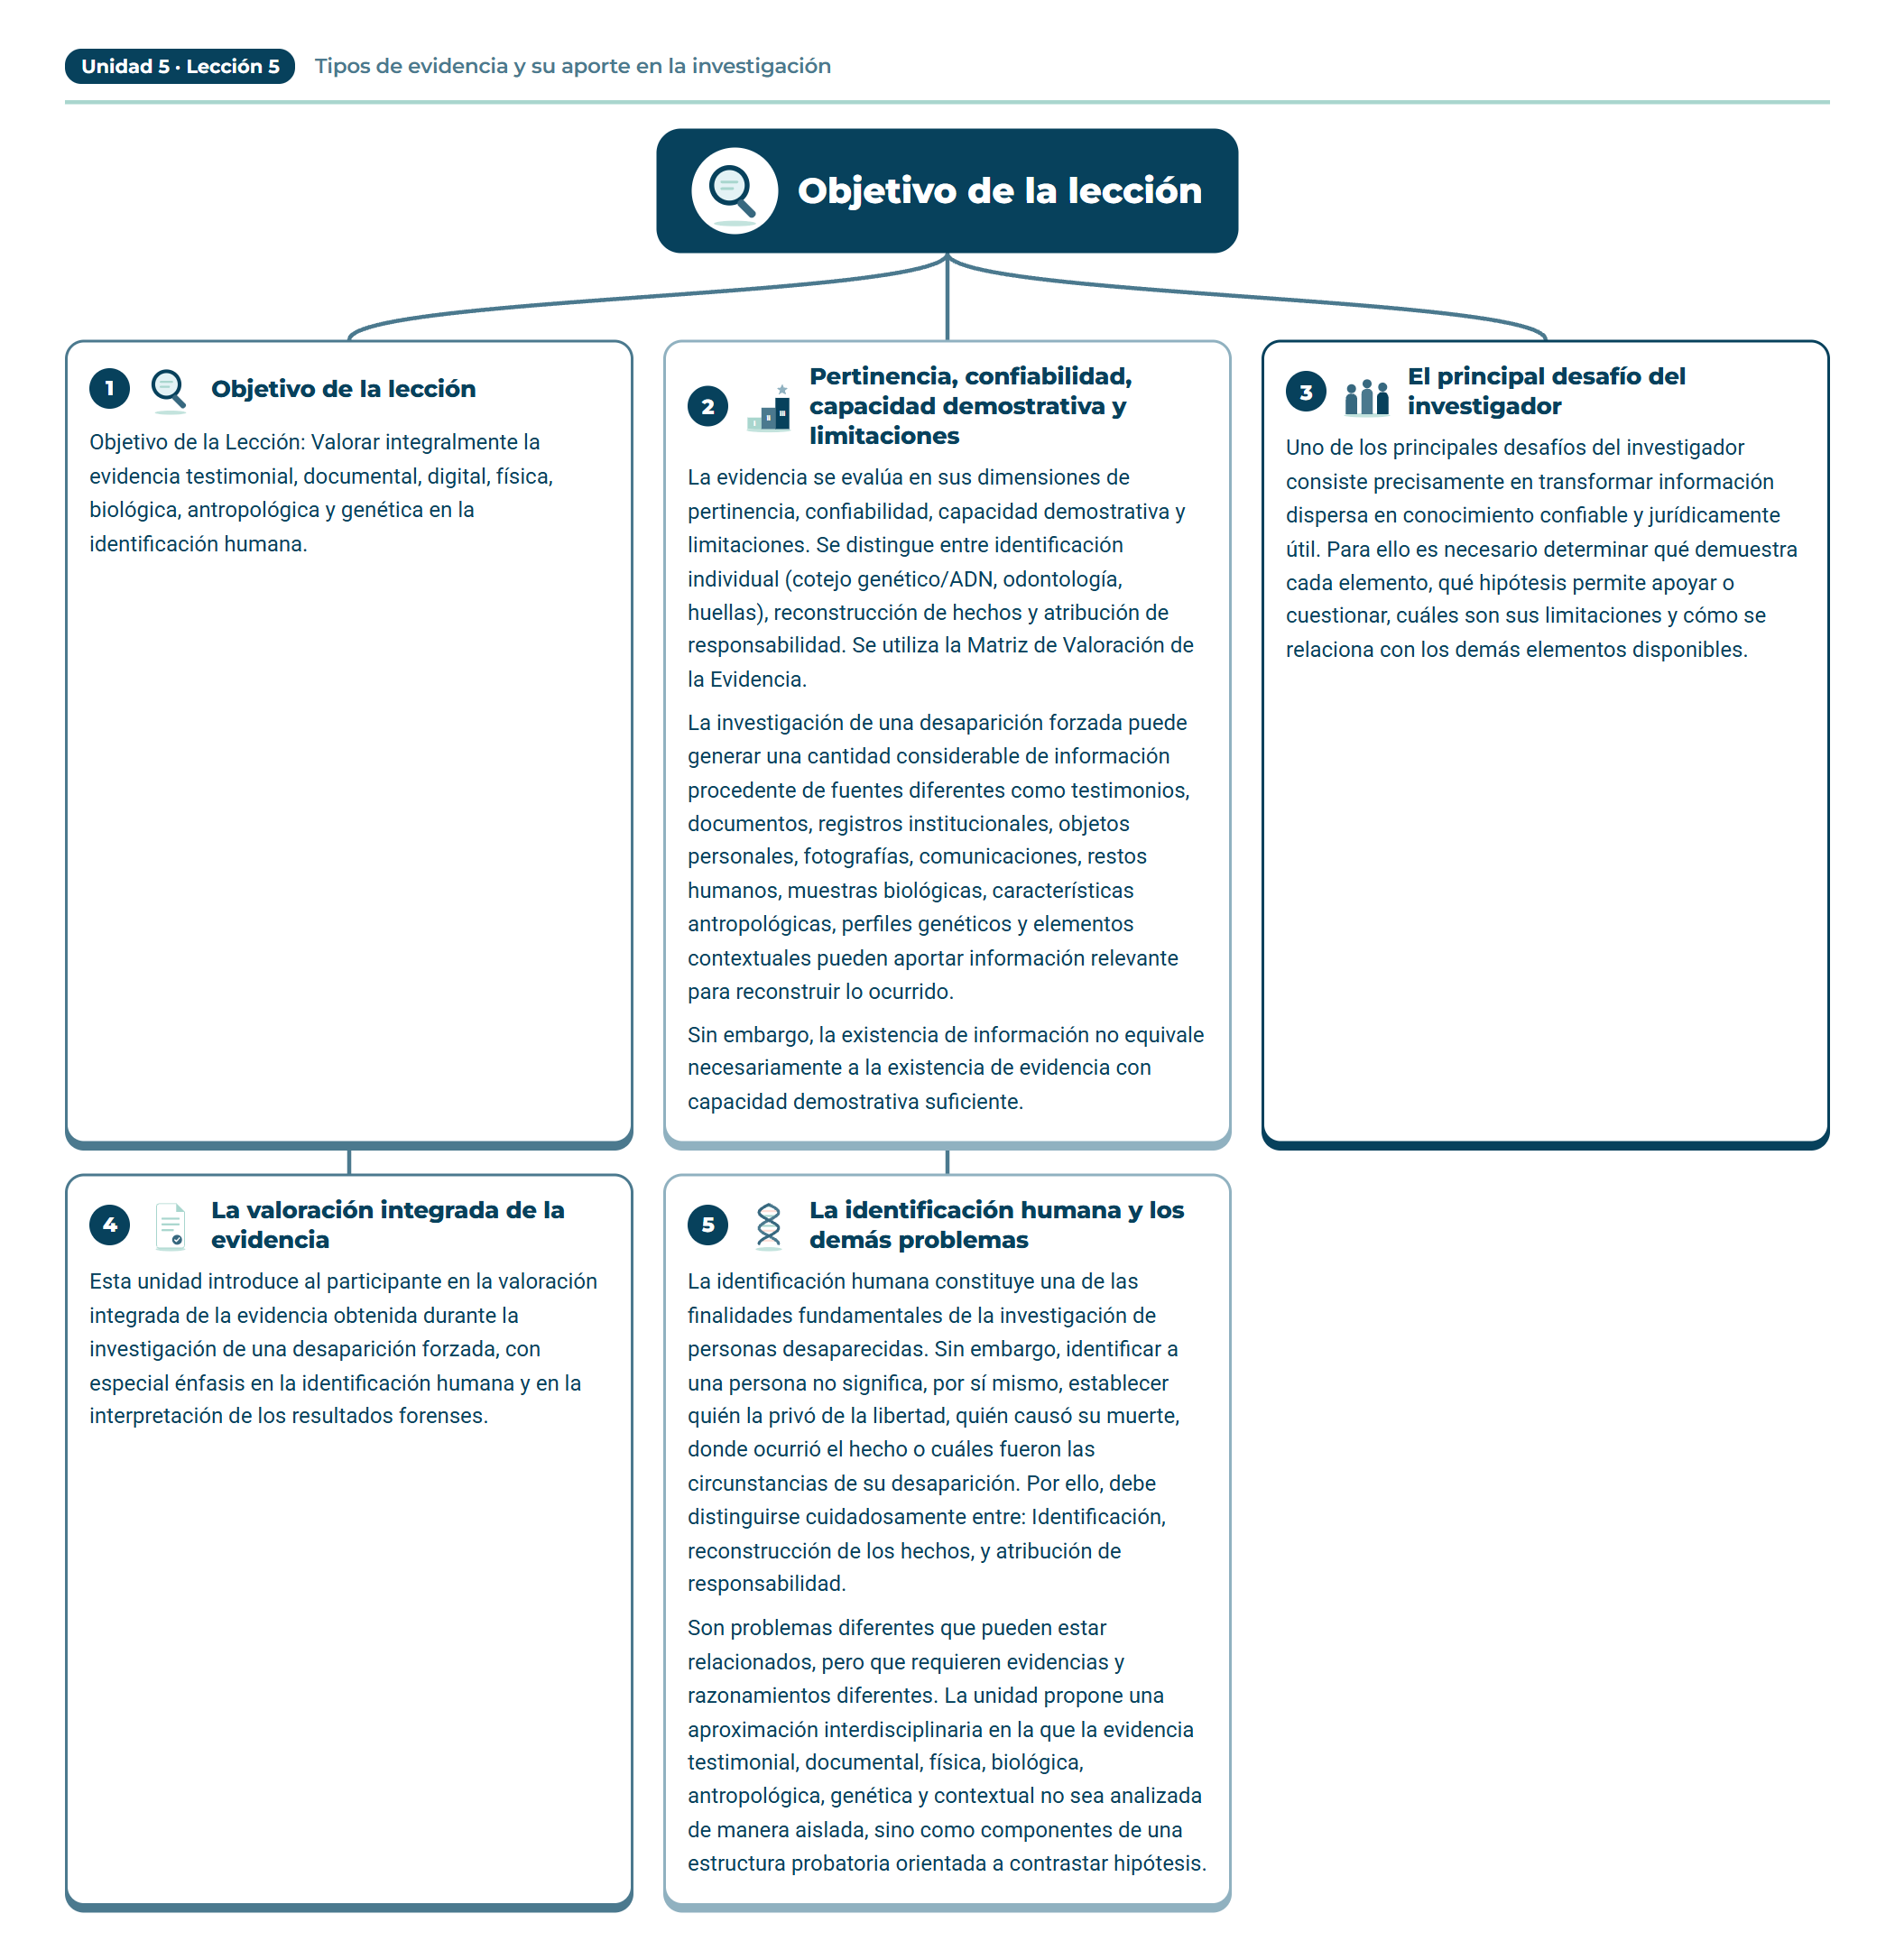 Unidad 5 · Lección 5
Tipos de evidencia y su aporte en la investigación
Objetivo de la lección
1
Objetivo de la lección
Objetivo de la Lección: Valorar integralmente la
evidencia testimonial, documental, digital, física,
biológica, antropológica y genética en la
identificación humana.
2
Pertinencia, confiabilidad,
capacidad demostrativa y
limitaciones
La evidencia se evalúa en sus dimensiones de
pertinencia, confiabilidad, capacidad demostrativa y
limitaciones. Se distingue entre identificación
individual (cotejo genético/ADN, odontología,
huellas), reconstrucción de hechos y atribución de
responsabilidad. Se utiliza la Matriz de Valoración de
la Evidencia.
La investigación de una desaparición forzada puede
generar una cantidad considerable de información
procedente de fuentes diferentes como testimonios,
documentos, registros institucionales, objetos
personales, fotografías, comunicaciones, restos
humanos, muestras biológicas, características
antropológicas, perfiles genéticos y elementos
contextuales pueden aportar información relevante
para reconstruir lo ocurrido.
Sin embargo, la existencia de información no equivale
necesariamente a la existencia de evidencia con
capacidad demostrativa suficiente.
3
El principal desafío del
investigador
Uno de los principales desafíos del investigador
consiste precisamente en transformar información
dispersa en conocimiento confiable y jurídicamente
útil. Para ello es necesario determinar qué demuestra
cada elemento, qué hipótesis permite apoyar o
cuestionar, cuáles son sus limitaciones y cómo se
relaciona con los demás elementos disponibles.
4
La valoración integrada de la
evidencia
Esta unidad introduce al participante en la valoración
integrada de la evidencia obtenida durante la
investigación de una desaparición forzada, con
especial énfasis en la identificación humana y en la
interpretación de los resultados forenses.
5
La identificación humana y los
demás problemas
La identificación humana constituye una de las
finalidades fundamentales de la investigación de
personas desaparecidas. Sin embargo, identificar a
una persona no significa, por sí mismo, establecer
quién la privó de la libertad, quién causó su muerte,
donde ocurrió el hecho o cuáles fueron las
circunstancias de su desaparición. Por ello, debe
distinguirse cuidadosamente entre: Identificación,
reconstrucción de los hechos, y atribución de
responsabilidad.
Son problemas diferentes que pueden estar
relacionados, pero que requieren evidencias y
razonamientos diferentes. La unidad propone una
aproximación interdisciplinaria en la que la evidencia
testimonial, documental, física, biológica,
antropológica, genética y contextual no sea analizada
de manera aislada, sino como componentes de una
estructura probatoria orientada a contrastar hipótesis.